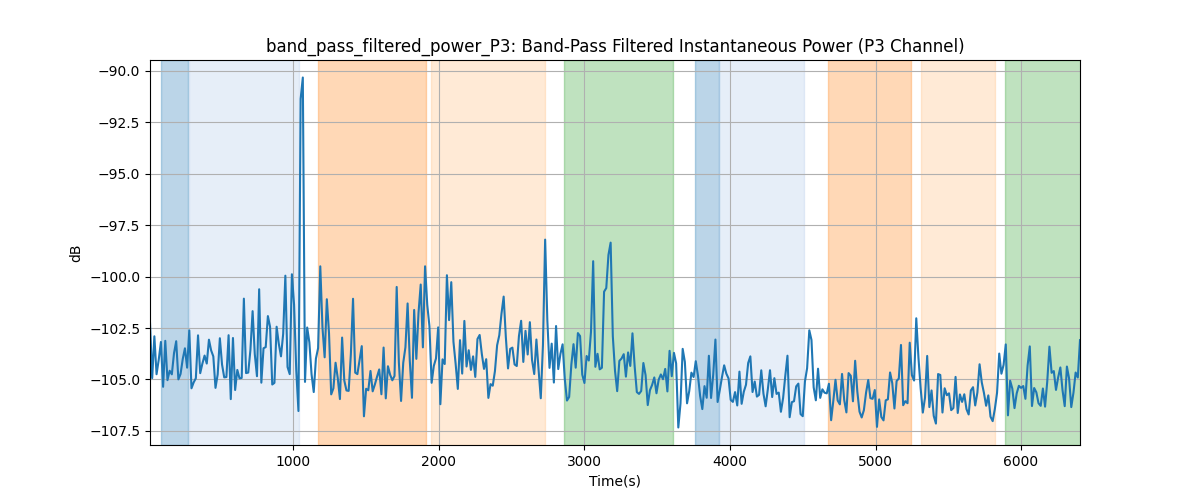 band_pass_filtered_power_P3: Band-Pass Filtered Instantaneous Power (P3 Channel)
−90.0
−92.5
−95.0
−97.5
−100.0
−102.5
−105.0
−107.5
dB
1000 2000 3000 4000 5000 6000
Time(s)